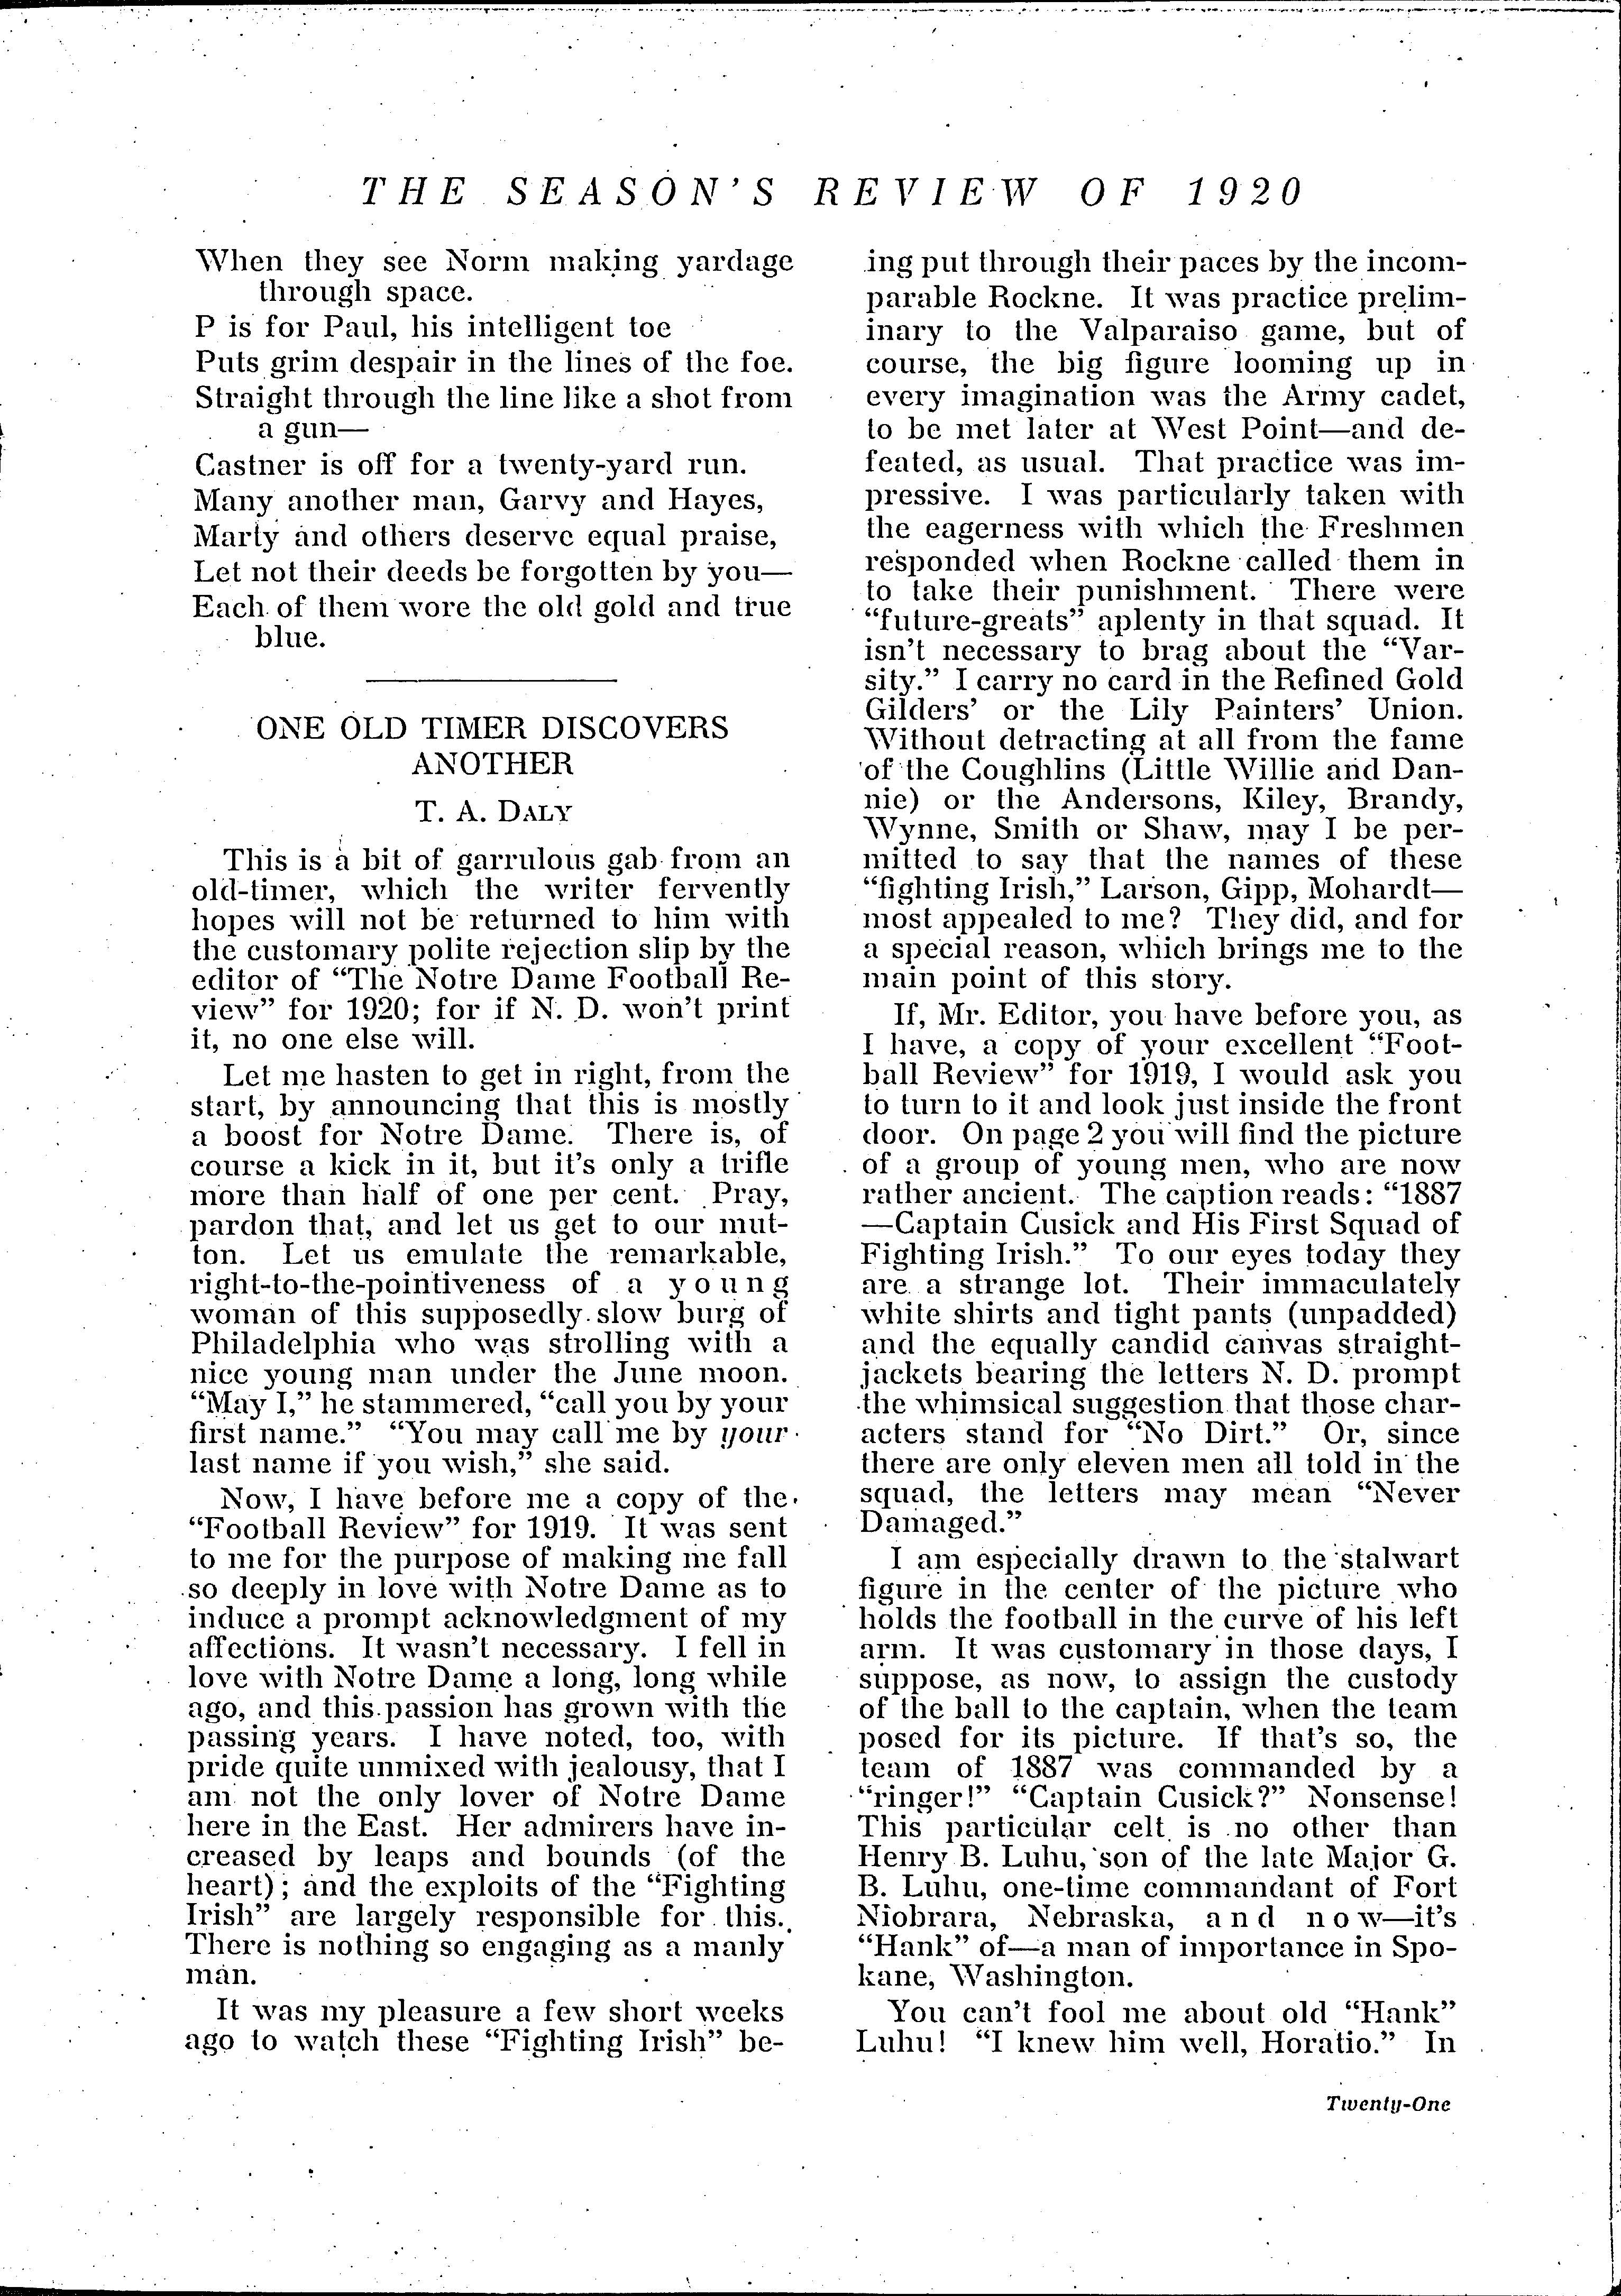 THE SEASON'S REVIEW OF 1920
When they see Norm making yardage
through space.
P is for Paul, his intelligent toe
Puts grim despair in the lines of the foe.
Straight through the line like a shot from
a gun—
Castner is off for a twenty-yard run.
Many another man, Garvy and Hayes,
Marty and others deserve equal praise,
Let not their deeds be forgotten by you—
Each of them wore the old gold and true
blue.
ONE OLD TIMER DISCOVERS
ANOTHER
T. A. DALY
This is a bit of garrulous gab from an
old-timer, which the writer fervently
hopes will not be returned to him with
the customary polite rejection slip by the
editor of “The Notre Dame Football Re-
view” for 1920; for if N. D. won't print
it, no one else will.
Let me hasten to get in right, from the
start, by announcing that this is mostly
a boost for Notre Dame. There is, of
course a kick in it, but it's only a trifle
more than half of one per cent. Pray,
pardon that, and let us get to our mut-
ton. Let us emulate the remarkable,
right-to-the-pointiveness of a young
woman of this supposedly slow burg of
Philadelphia who was strolling with a
nice young man under the June moon.
“May I,” he stammered, “call you by your
first name.” “You may call me by your
last name if you wish,” she said.
Now, I have before me a copy of the
“Football Review” for 1919. It was sent
to me for the purpose of making me fall
so deeply in love with Notre Dame as to
induce a prompt acknowledgment of my
affections. It wasn't necessary. I fell in
love with Notre Dame a long, long while
ago, and this passion has grown with the
passing years. I have noted, too, with
pride quite unmixed with jealousy, that I
am not the only lover of Notre Dame
here in the East. Her admirers have in-
creased by leaps and bounds (of the
heart); and the exploits of the “Fighting
Irish” are largely responsible for this.
There is nothing so engaging as a manly
man.
It was my pleasure a few short weeks
ago to watch these “Fighting Irish” be-
ing put through their paces by the incom-
parable Rockne. It was practice prelim-
inary to the Valparaiso game, but of
course, the big figure looming up in
every imagination was the Army cadet,
to be met later at West Point—and de-
feated, as usual. That practice was im-
pressive. I was particularly taken with
the eagerness with which the Freshmen
responded when Rockne called them in
to take their punishment. There were
“future-greats” aplenty in that squad. It
isn't necessary to brag about the “Var-
sity.” I carry no card in the Refined Gold
Gilders' or the Lily Painters' Union.
Without detracting at all from the fame
of the Coughlins (Little Willie and Dan-
nie) or the Andersons, Kiley, Brandy,
Wynne, Smith or Shaw, may I be per-
mitted to say that the names of these
“fighting Irish,” Larson, Gipp, Mohardt—
most appealed to me? They did, and for
a special reason, which brings me to the
main point of this story.
If, Mr. Editor, you have before you, as
I have, a copy of your excellent “Foot-
ball Review” for 1919, I would ask you
to turn to it and look just inside the front
door. On page 2 you will find the picture
of a group of young men, who are now
rather ancient. The caption reads: “1887
—Captain Cusick and His First Squad of
Fighting Irish.” To our eyes today they
are a strange lot. Their immaculately
white shirts and tight pants (unpadded)
and the equally candid canvas straight-
jackets bearing the letters N. D. prompt
the whimsical suggestion that those char-
acters stand for “No Dirt.” Or, since
there are only eleven men all told in the
squad, the letters may mean “Never
Damaged.”
I am especially drawn to the stalwart
figure in the center of the picture who
holds the football in the curve of his left
arm. It was customary in those days, I
suppose, as now, to assign the custody
of the ball to the captain, when the team
posed for its picture. If that's so, the
team of 1887 was commanded by a
“ringer!” “Captain Cusick?” Nonsense!
This particular celt is no other than
Henry B. Luhu, son of the late Major G.
B. Luhu, one-time commandant of Fort
Niobrara, Nebraska, and now—it's
“Hank” of—a man of importance in Spo-
kane, Washington.
You can't fool me about old “Hank”
Luhu! “I knew him well, Horatio.” In
Twenty-One